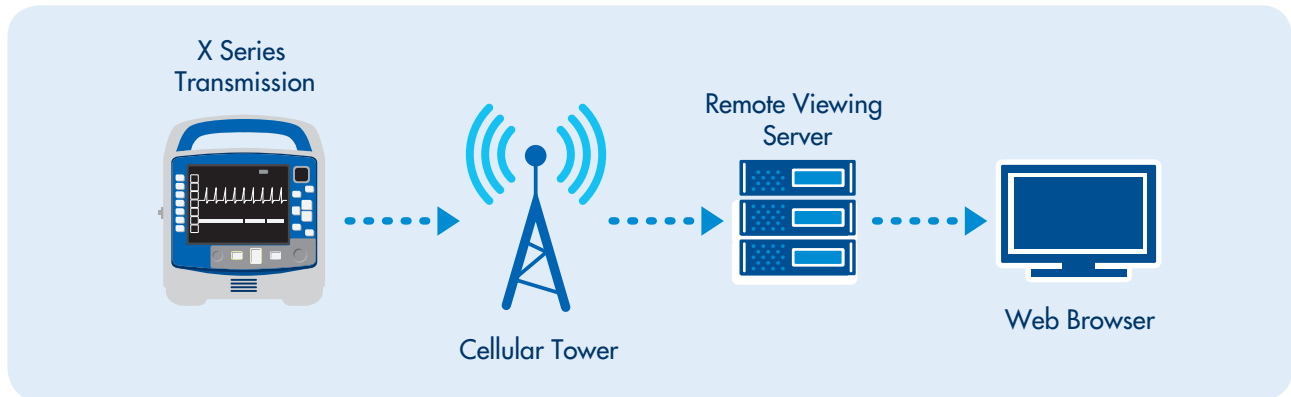 X Series
Transmission
Remote Viewing
Server
Cellular Tower
Web Browser